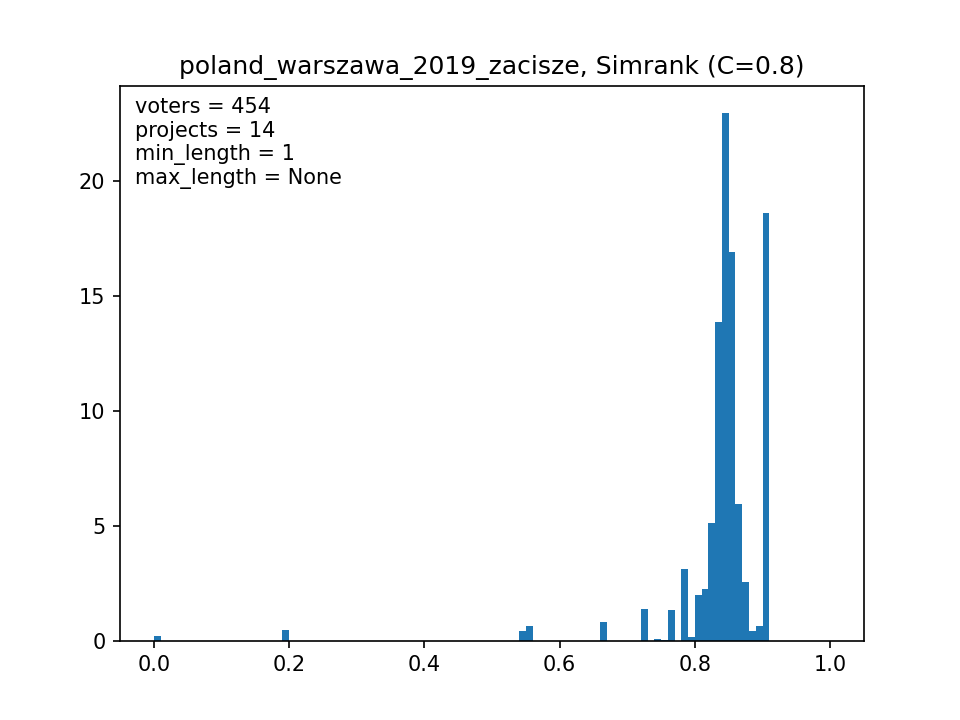 poland_warszawa_2019_zacisze, Simrank (C=0.8)
voters = 454
projects = 14
min_length = 1
max_length = None
20
15
10
5
0
0.0 0.2 0.4 0.6 0.8 1.0